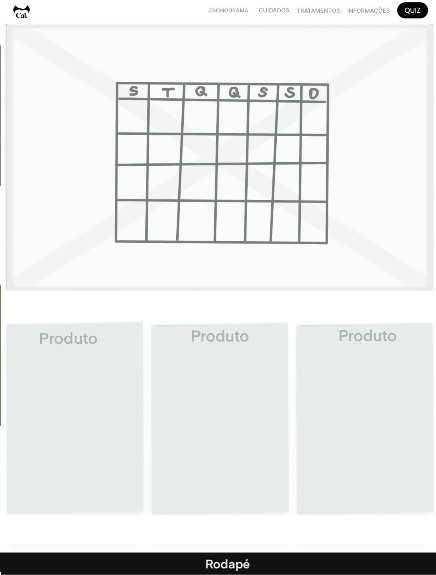 Cat
CRONOGRAMA CUIDADOS TRATAMENTOS INFORMAÇÕES QUIZ
S T Q Q S S D
Produto Produto Produto
Rodapé